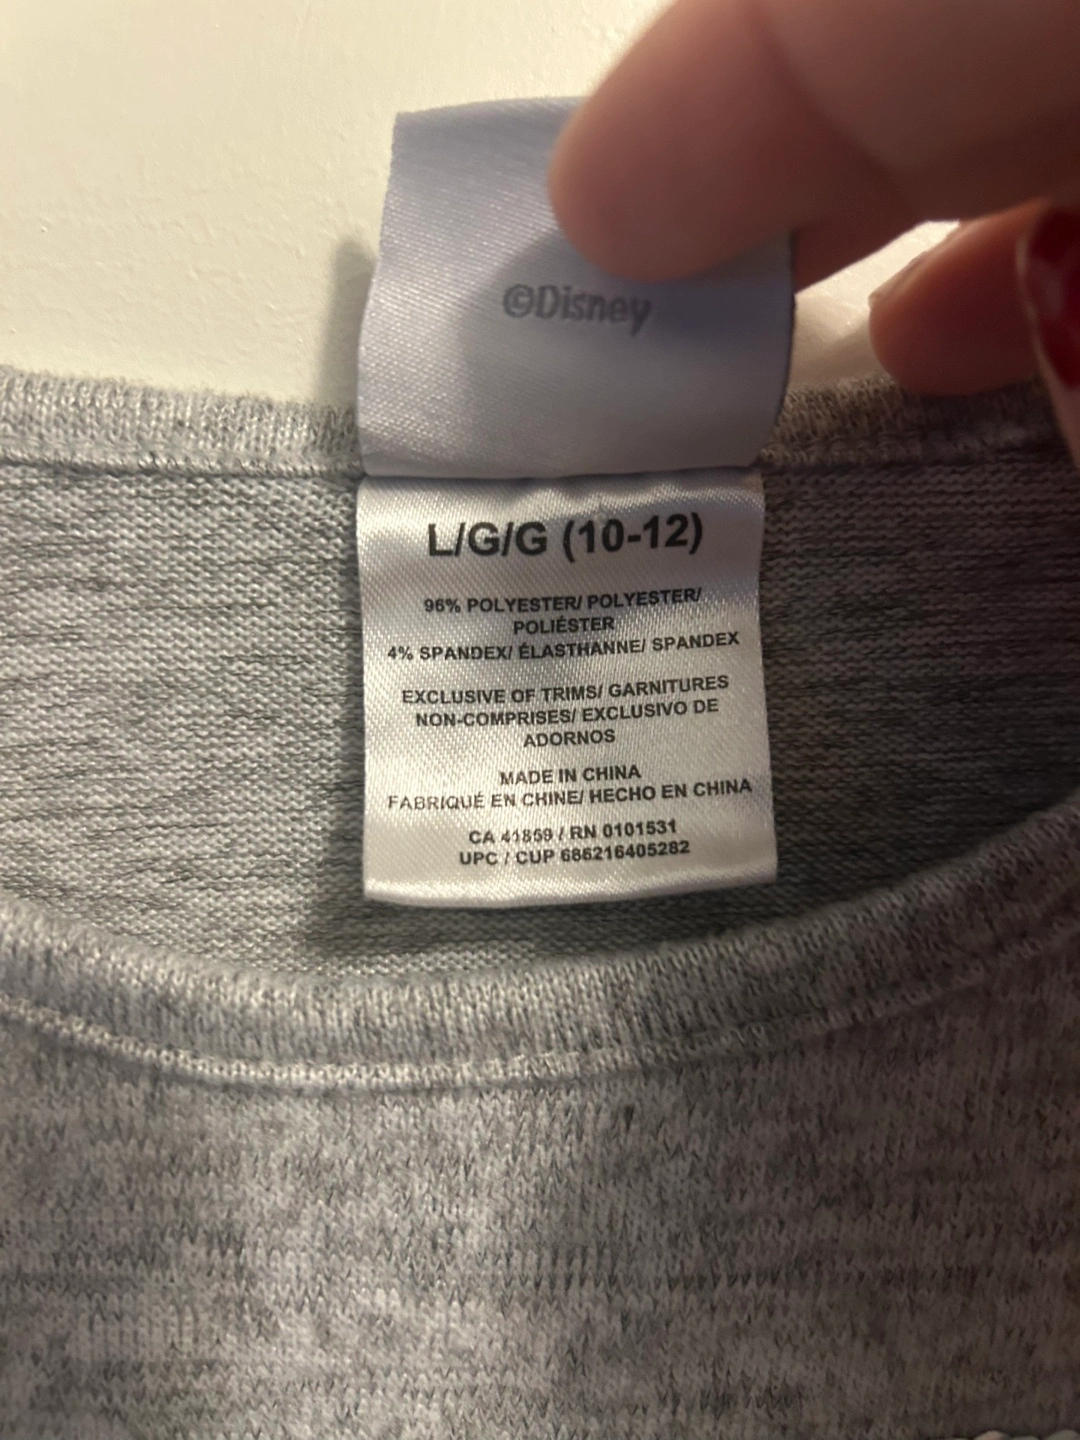 ©Disney
L/G/G (10-12)
96% POLYESTER/ POLYESTER/
POLIÉSTER
4% SPANDEX/ ÉLASTHANNE/ SPANDEX
EXCLUSIVE OF TRIMS/ GARNITURES
NON-COMPRISES/ EXCLUSIVO DE
ADORNOS
MADE IN CHINA
FABRIQUÉ EN CHINE/ HECHO EN CHINA
CA 41859 / RN 0101531
UPC / CUP 686216405282